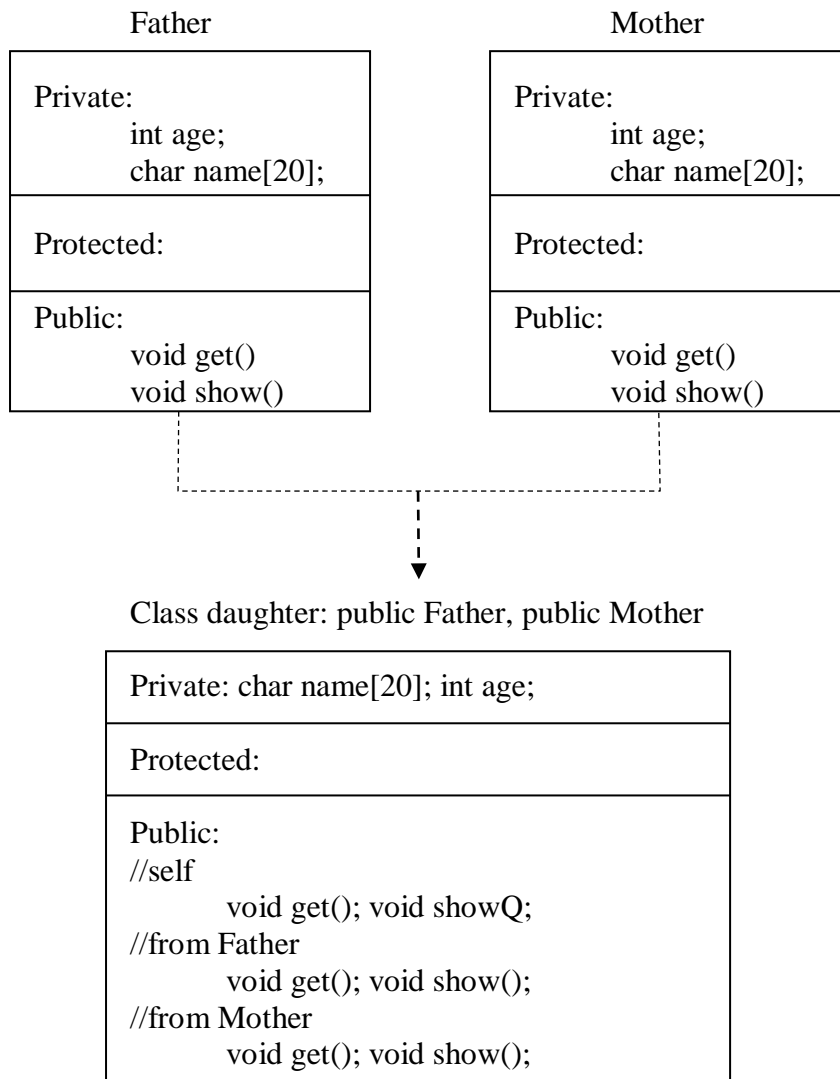 Father
Private:
int age;
char name[20];
Protected:
Public:
void get()
void show()
Mother
Private:
int age;
char name[20];
Protected:
Public:
void get()
void show()
Class daughter: public Father, public Mother
Private: char name[20]; int age;
Protected:
Public:
//self
void get(); void showQ;
//from Father
void get(); void show();
//from Mother
void get(); void show();